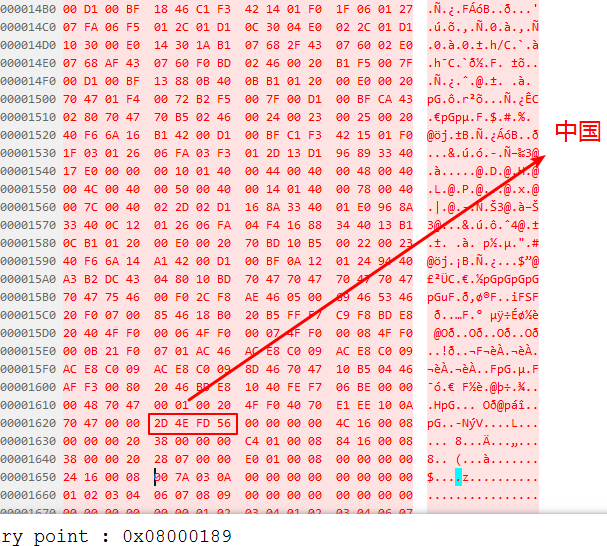 000014B0 00 D1 00 BF 18 46 C1 F3 42 14 01 F0 1F 06 01 27 .Ñ.¿.FÁóB..ð...'
000014C0 07 FA 06 F5 01 2C 01 D1 0C 30 04 E0 02 2C 01 D1 .ú.õ.,.Ñ.0.à.,.Ñ
000014D0 10 30 00 E0 14 30 1A B1 07 68 2F 43 07 60 02 E0 .0.à.0.±.h/C.`.à
000014E0 07 68 AF 43 07 60 F0 BD 02 46 00 20 B1 F5 00 7F .h¯C.`ð½.F. ±õ..
000014F0 00 D1 00 BF 13 88 0B 40 0B B1 01 20 00 E0 00 20 .Ñ.¿.ˆ.@.±. .à.
00001500 70 47 01 F4 00 72 B2 F5 00 7F 00 D1 00 BF CA 43 pG.ô.r²õ...Ñ.¿ÊC
00001510 02 80 70 47 70 B5 02 46 00 24 00 23 00 25 00 20 .€pGpµ.F.$.#.%.
00001520 40 F6 6A 16 B1 42 00 D1 00 BF C1 F3 42 15 01 F0 @öj.±B.Ñ.¿ÁóB..ð
中国
00001530 1F 03 01 26 06 FA 03 F3 01 2D 13 D1 96 89 33 40 ...&.ú.ó.-.Ñ–‰3@
00001540 17 E0 00 00 00 10 01 40 00 44 00 40 00 48 00 40 .à.....@.D.@.H.@
00001550 00 4C 00 40 00 50 00 40 00 14 01 40 00 78 00 40 .L.@.P.@...@.x.@
00001560 00 7C 00 40 02 2D 02 D1 16 8A 33 40 01 E0 96 8A .|.@.-.Ñ.Š3@.à–Š
00001570 33 40 0C 12 01 26 06 FA 04 F4 16 88 34 40 13 B1 3@...&.ú.ô.ˆ4@.±
00001580 0C B1 01 20 00 E0 00 20 70 BD 10 B5 00 22 00 23 .±. .à. p½.µ.".#
00001590 40 F6 6A 14 A1 42 00 D1 00 BF 0A 12 01 24 94 40 @öj.¡B.Ñ.¿...$”@
000015A0 A3 B2 DC 43 04 80 10 BD 70 47 70 47 70 47 70 47 £²ÜC.€.½pGpGpGpG
000015B0 70 47 75 46 00 F0 2C F8 AE 46 05 00 69 46 53 46 pGuF.ð,ø®F..iFSF
000015C0 20 F0 07 00 85 46 18 B0 20 B5 FF F7 C9 F8 BD E8 ð..…F.° µÿ÷Éø½è
000015D0 20 40 4F F0 00 06 4F F0 00 07 4F F0 00 08 4F F0 @Oð..Oð..Oð..Oð
000015E0 00 0B 21 F0 07 01 AC 46 AC E8 C0 09 AC E8 C0 09 ..!ð..¬F¬èÀ.¬èÀ.
000015F0 AC E8 C0 09 AC E8 C0 09 8D 46 70 47 10 B5 04 46 ¬èÀ.¬èÀ..FpG.µ.F
00001600 AF F3 00 80 20 46 BD E8 10 40 FE F7 06 BE 00 00 ¯ó.€ F½è.@þ÷.¾..
00001610 00 48 70 47 00 01 00 20 4F F0 40 70 E1 EE 10 0A .HpG... Oð@páî..
00001620 70 47 00 00 2D 4E FD 56 00 00 00 00 4C 16 00 08 pG..-NýV....L...
00001630 00 00 00 20 38 00 00 00 C4 01 00 08 84 16 00 08 ... 8...Ä...„...
00001640 38 00 00 20 28 07 00 00 E0 01 00 08 00 00 00 00 8.. (...à.......
00001650 24 16 00 08 00 7A 03 0A 00 00 00 00 00 00 00 00 $....z..........
00001660 01 02 03 04 06 07 08 09 00 00 00 00 00 00 00 00 ................
ry point : 0x08000189